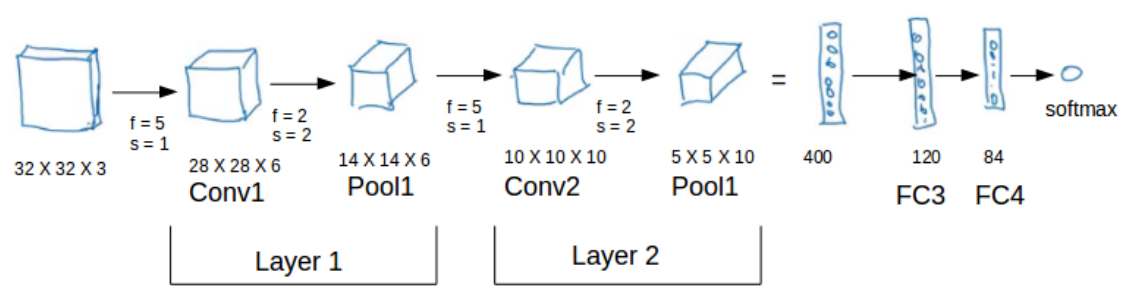 f = 5
s = 1
f = 2
s = 2
f = 5
s = 1
f = 2
s = 2
=
softmax
32 X 32 X 3
28 X 28 X 6
14 X 14 X 6
10 X 10 X 10
5 X 5 X 10
400
120
84
Conv1
Pool1
Conv2
Pool1
FC3
FC4
Layer 1
Layer 2